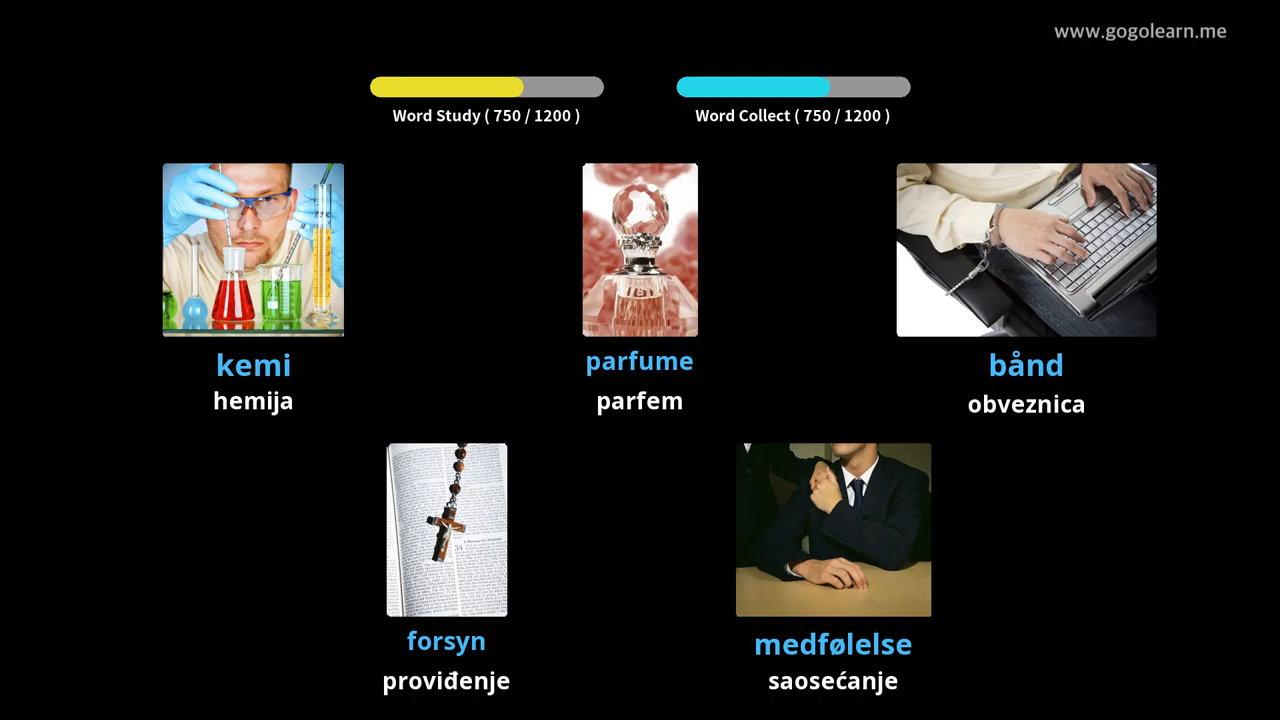 www.gogolearn.me
Word Study ( 750 / 1200 )
Word Collect ( 750 / 1200 )
kemi
hemija
parfume
parfem
bånd
obveznica
forsyn
proviđenje
medfølelse
saosećanje